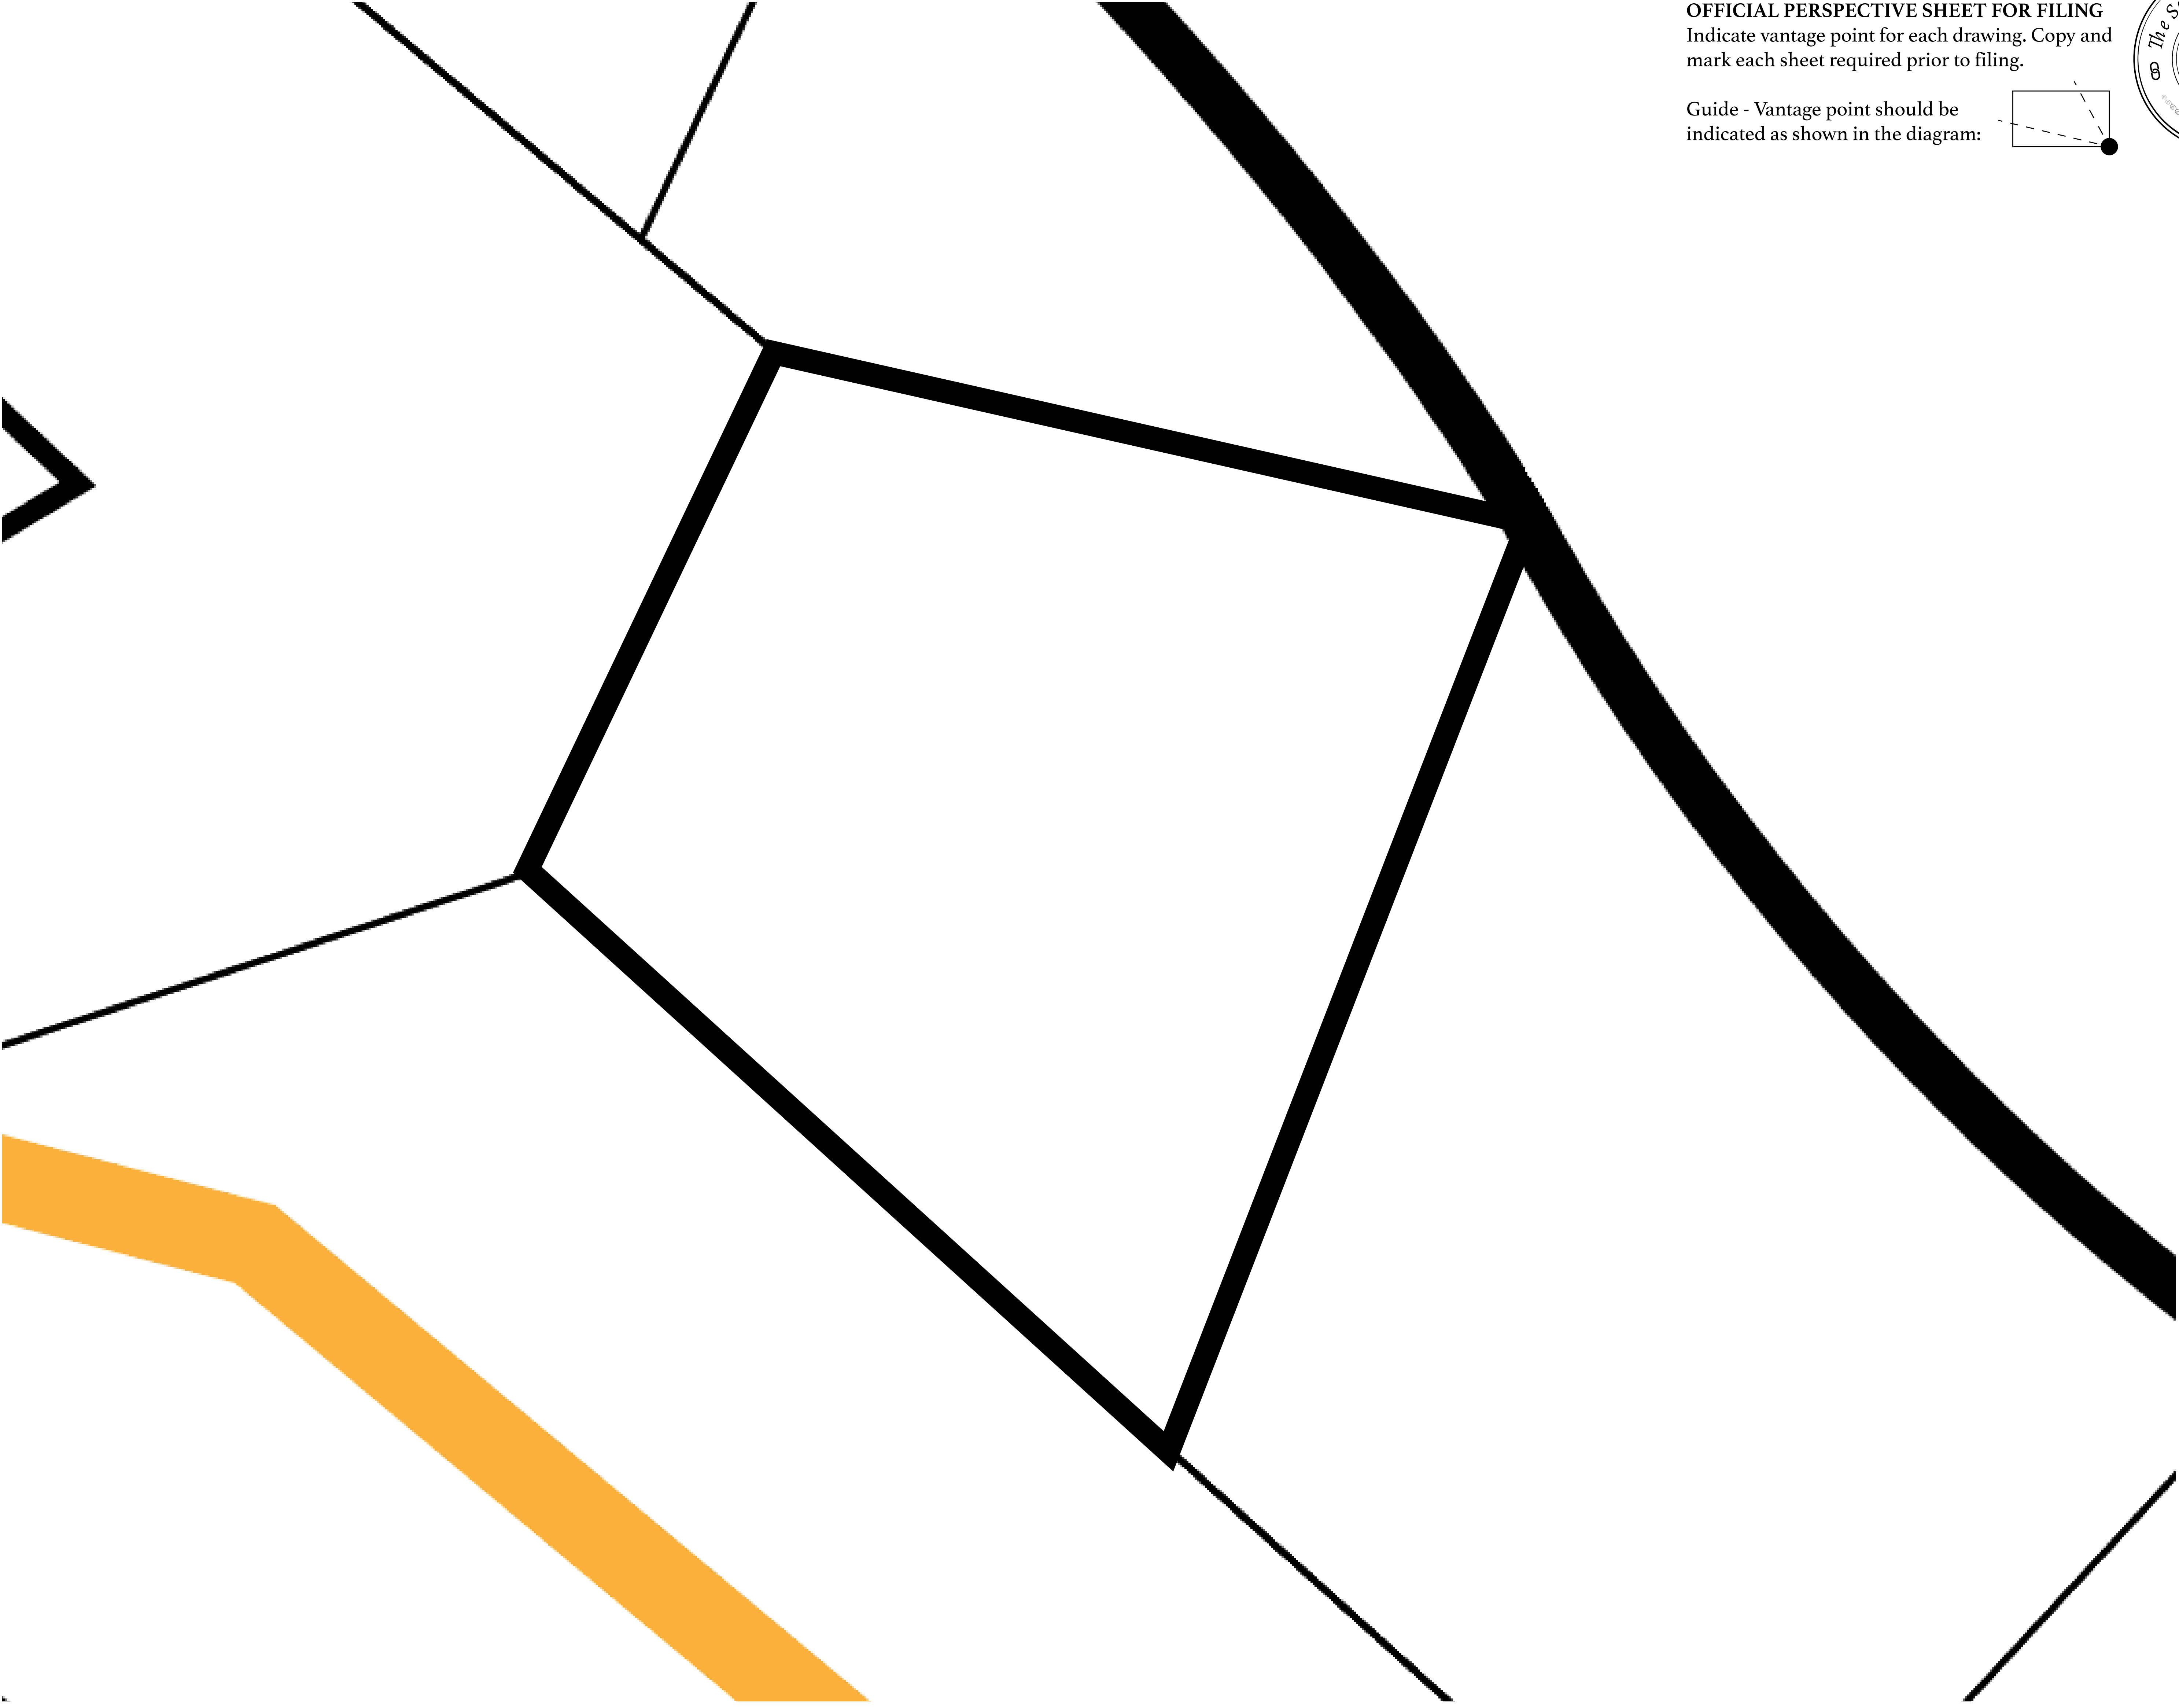 OFFICIAL PERSPECTIVE SHEET FOR FILING
Indicate vantage point for each drawing. Copy and
mark each sheet required prior to filing.
Guide - Vantage point should be
indicated as shown in the diagram:
The